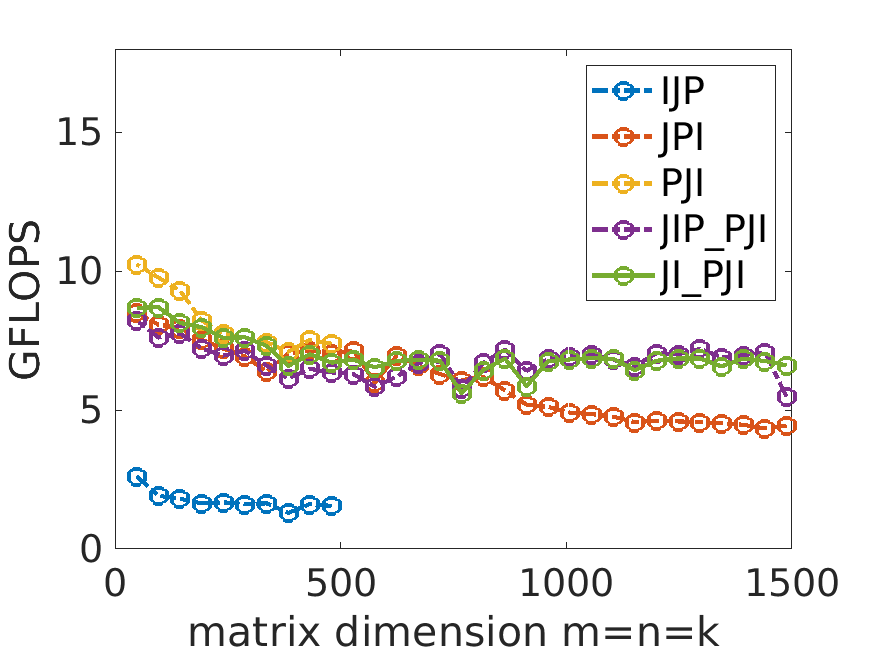 15
10
5
0
GFLOPS
0 500 1000 1500
matrix dimension m=n=k
IJP
JPI
PJI
JIP_PJI
JI_PJI